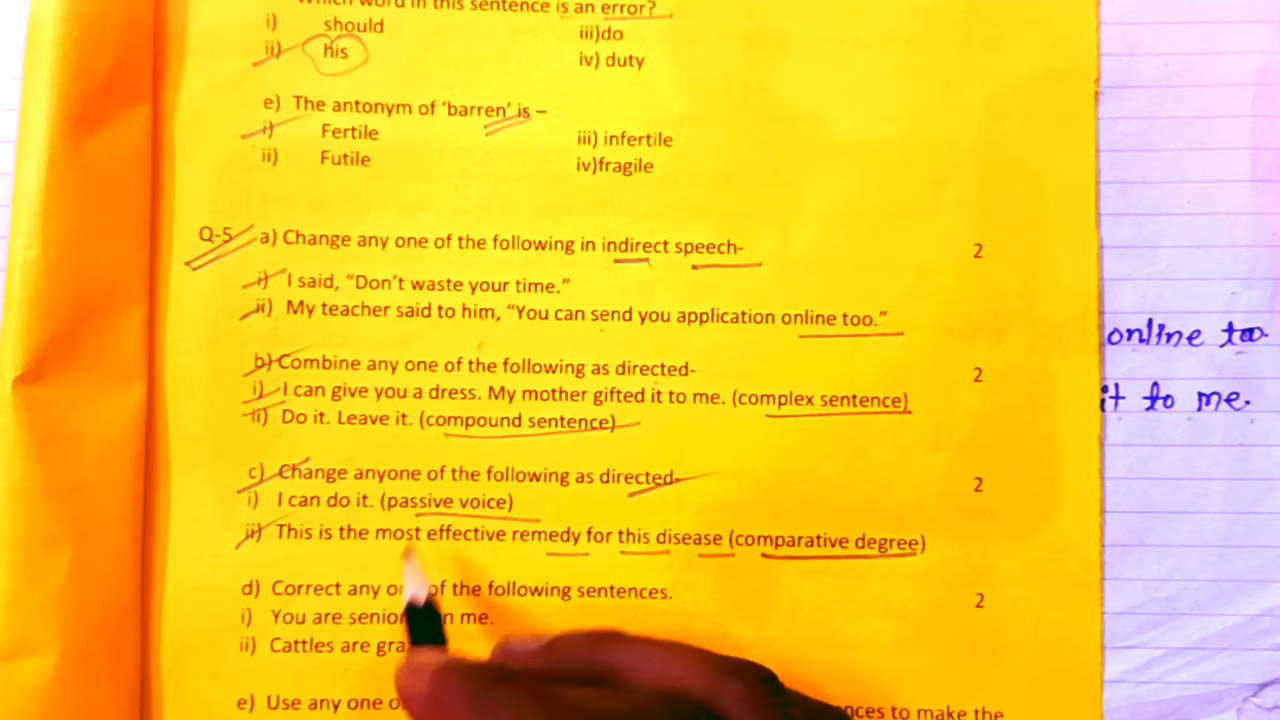 word in this sentence is an error?
i) should iii)do
ii) his iv) duty
e) The antonym of ‘barren’ is –
i) Fertile iii) infertile
ii) Futile iv)fragile
Q-5 a) Change any one of the following in indirect speech- 2
i) I said, “Don’t waste your time.”
ii) My teacher said to him, “You can send you application online too.”
online too.
b) Combine any one of the following as directed- 2
i) I can give you a dress. My mother gifted it to me. (complex sentence)
it to me.
ii) Do it. Leave it. (compound sentence)
c) Change anyone of the following as directed- 2
i) I can do it. (passive voice)
ii) This is the most effective remedy for this disease (comparative degree)
d) Correct any of the following sentences. 2
i) You are me.
ii) Cattles are
e) Use any one to make the